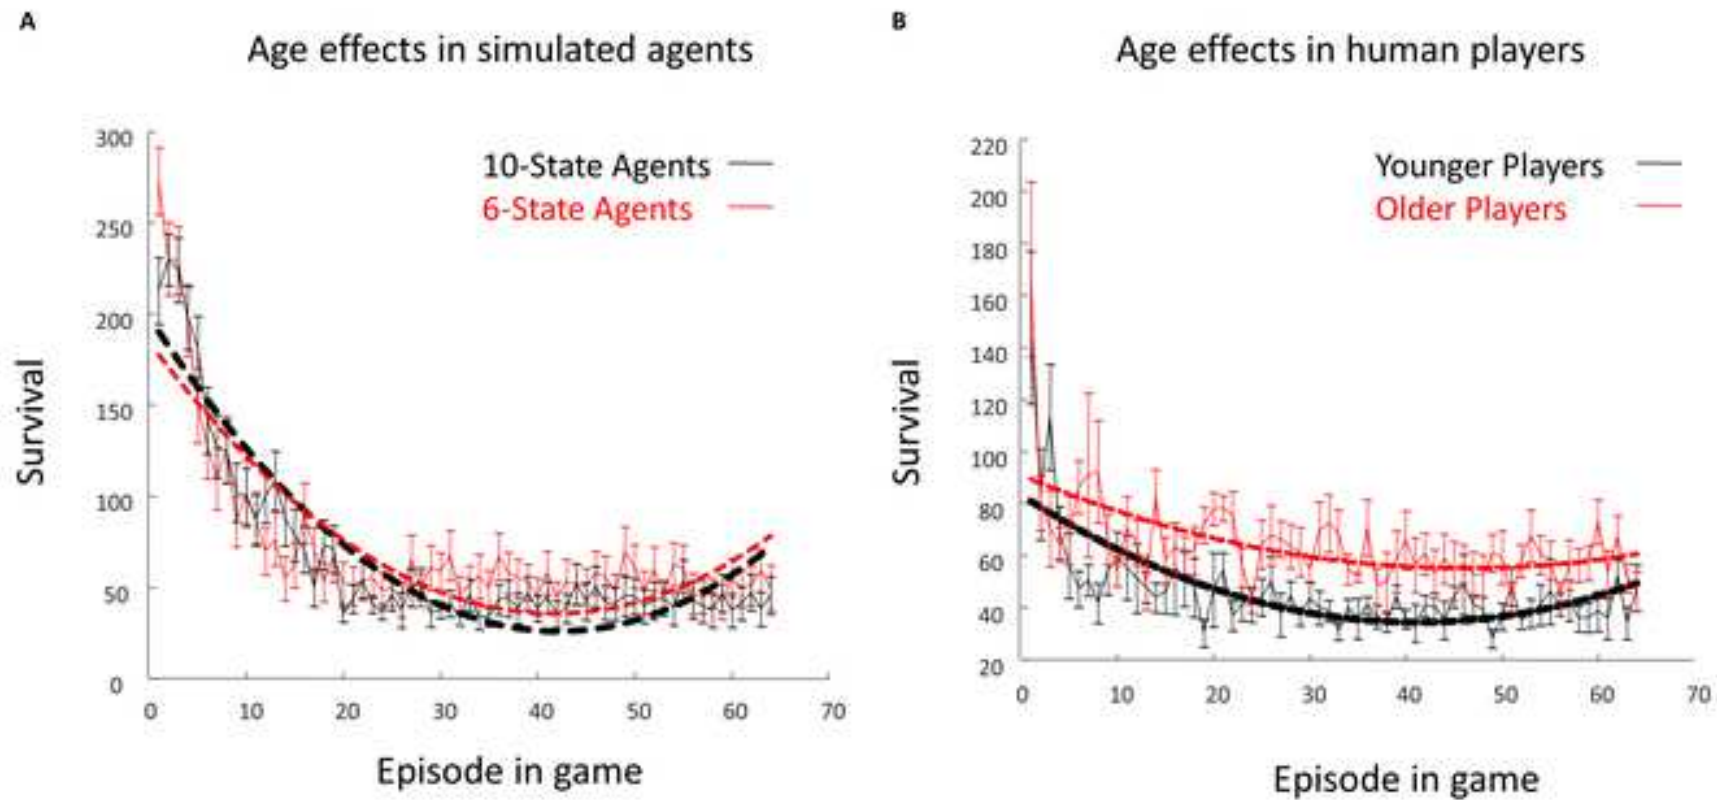 A
Age effects in simulated agents
300
250
200
150
100
50
0
0 10 20 30 40 50 60 70
Survival
Episode in game
10-State Agents
6-State Agents
B
Age effects in human players
220
200
180
160
140
120
100
80
60
40
20
0 10 20 30 40 50 60 70
Survival
Episode in game
Younger Players
Older Players